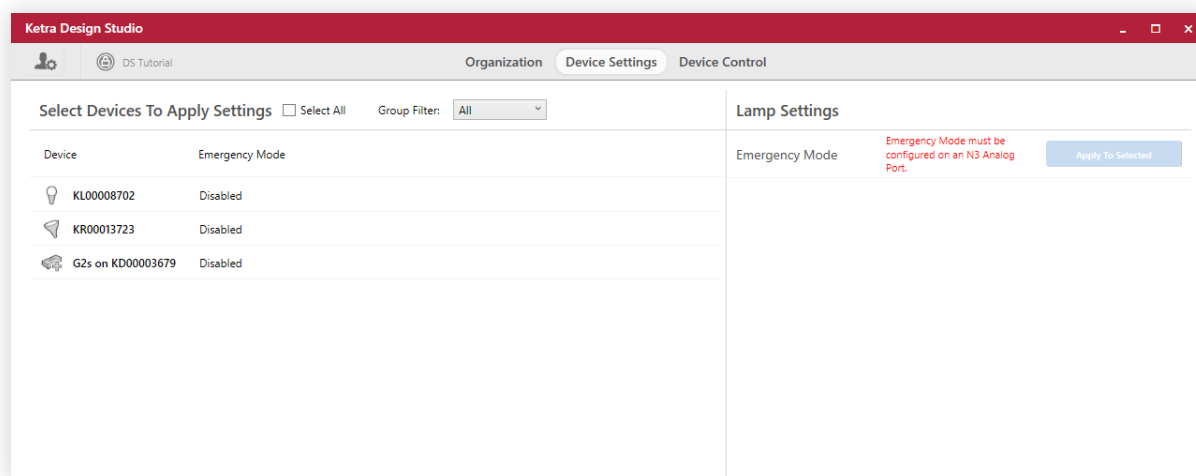 Ketra Design Studio
DS Tutorial
Organization
Device Settings
Device Control
Select Devices To Apply Settings
Select All
Group Filter:
All
Device
Emergency Mode
KL00008702
Disabled
KR00013723
Disabled
G2s on KD00003679
Disabled
Lamp Settings
Emergency Mode
Emergency Mode must be
configured on an N3 Analog
Port.
Apply To Selected